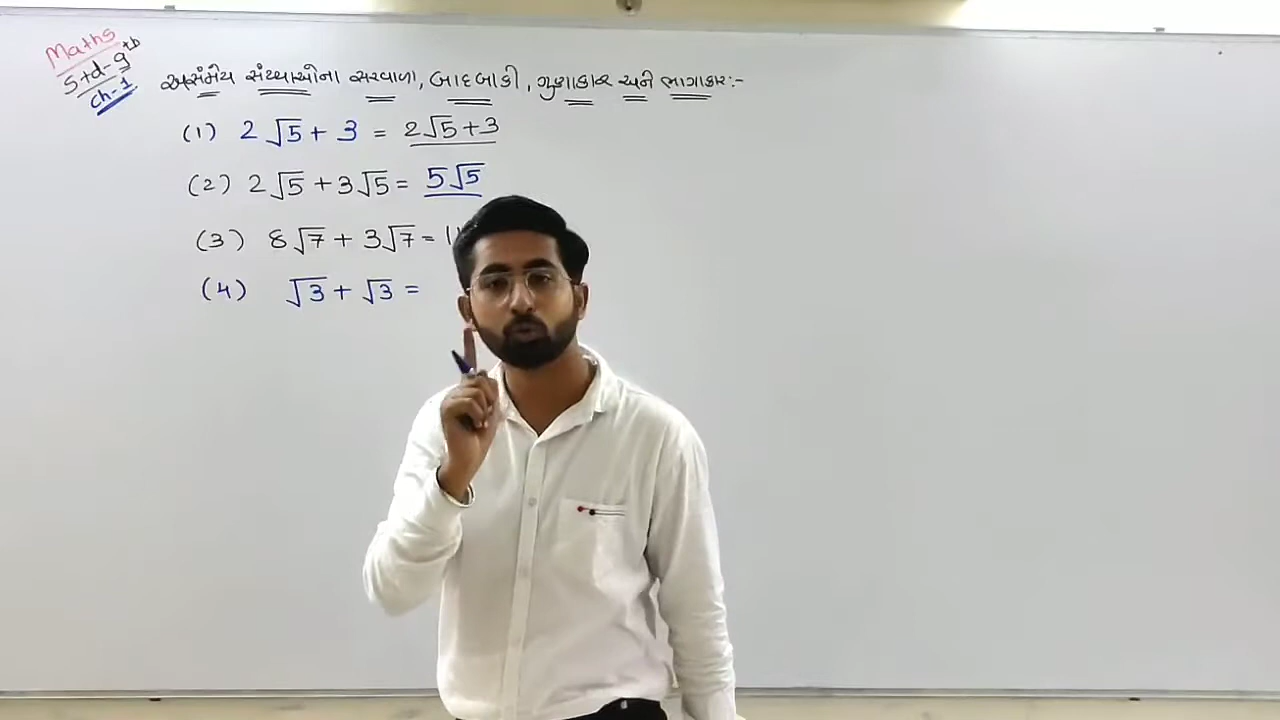 Maths
std-9th
ch-1
અસંમેય સંખ્યાઓના સરવાળા, બાદબાકી, ગુણાકાર અને ભાગાકાર:-
(1) 2√5 + 3 = 2√5+3
(2) 2√5 + 3√5 = 5√5
(3) 8√7 + 3√7 = 1
(4) √3 + √3 =